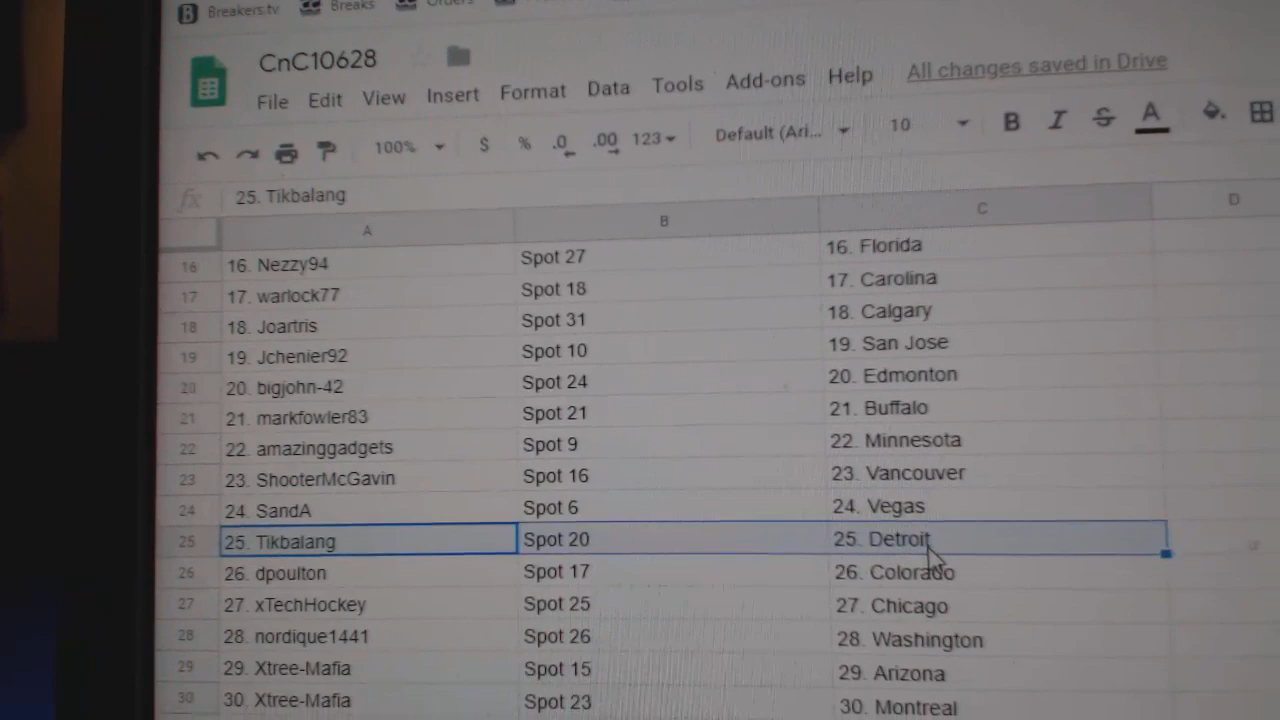 Breakers.tv Breaks Orders
CnC10628
File Edit View Insert Format Data Tools Add-ons Help All changes saved in Drive
100% $ % .0 .00 123 Default (Ari... 10 B I S A
fx 25. Tikbalang
A B C D
16 16. Nezzy94 Spot 27 16. Florida
17 17. warlock77 Spot 18 17. Carolina
18 18. Joartris Spot 31 18. Calgary
19 19. Jchenier92 Spot 10 19. San Jose
20 20. bigjohn-42 Spot 24 20. Edmonton
21 21. markfowler83 Spot 21 21. Buffalo
22 22. amazinggadgets Spot 9 22. Minnesota
23 23. ShooterMcGavin Spot 16 23. Vancouver
24 24. SandA Spot 6 24. Vegas
25 25. Tikbalang Spot 20 25. Detroit
26 26. dpoulton Spot 17 26. Colorado
27 27. xTechHockey Spot 25 27. Chicago
28 28. nordique1441 Spot 26 28. Washington
29 29. Xtree-Mafia Spot 15 29. Arizona
30 30. Xtree-Mafia Spot 23 30. Montreal